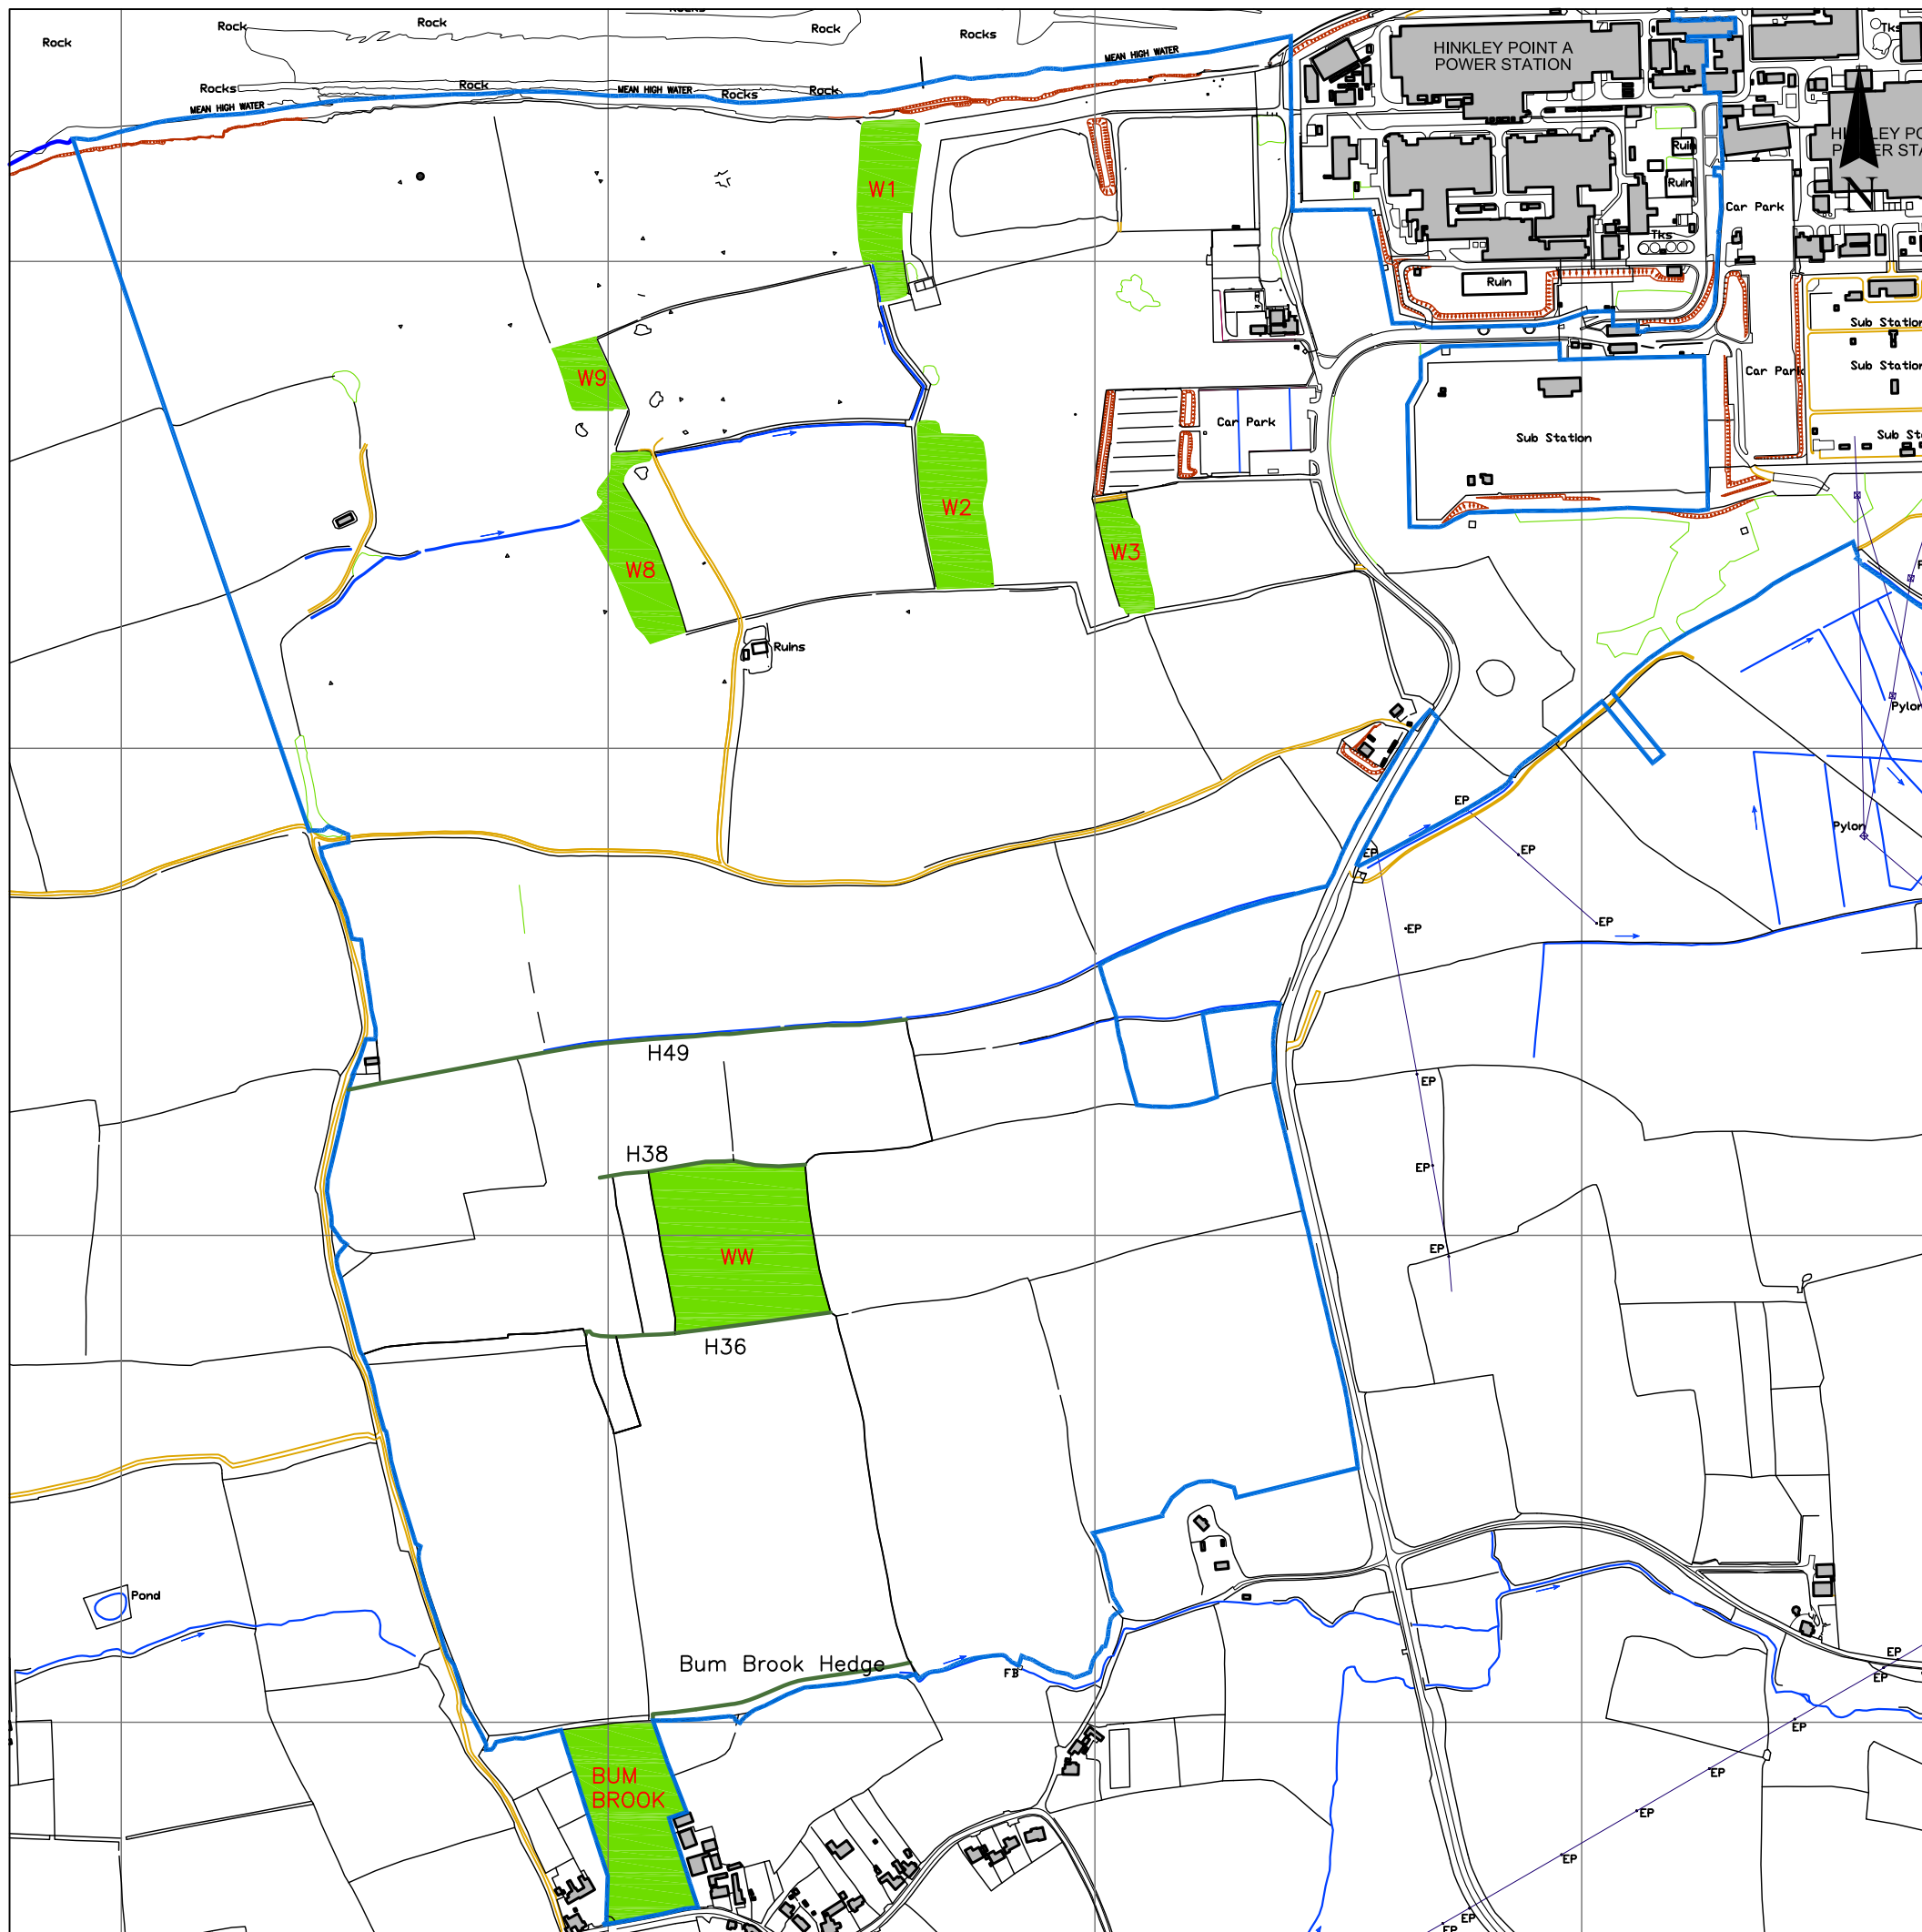 Rock
Rock
Rock
Rock
Rocks
HINKLEY POINT A
POWER STATION
Tks
MEAN HIGH WATER
Rocks
Rock
MEAN HIGH WATER
Rocks
Rock
MEAN HIGH WATER
W1
Ruin
Ruin
Car Park
N
Tks
Ruin
Sub Station
Sub Station
Car Park
W9
Car Park
Sub Station
W2
W3
W8
Ruins
Pylon
EP
Pylon
EP
EP
EP
EP
H49
EP
H38
EP
WW
EP
H36
Pond
Bum Brook Hedge
FB
EP
EP
EP
BUM
BROOK
EP
EP
EP
EP
EP